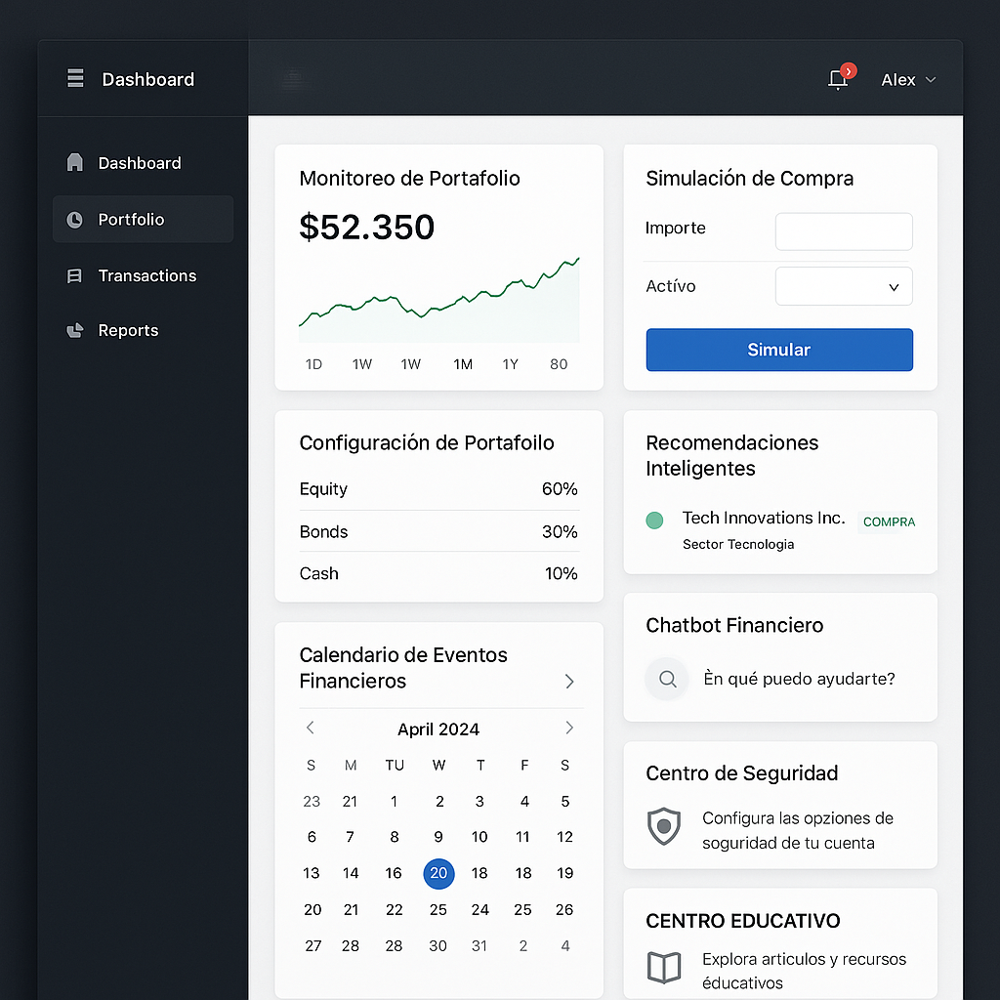 Dashboard
Alex
Dashboard
Portfolio
Transactions
Reports
Monitoreo de Portafolio
$52.350
1D 1W 1W 1M 1Y 80
Simulación de Compra
Importe
Actívo
Simular
Configuración de Portafoilo
Equity 60%
Bonds 30%
Cash 10%
Recomendaciones
Inteligentes
Tech Innovations Inc. COMPRA
Sector Tecnologia
Calendario de Eventos
Financieros
April 2024
S M TU W T F S
23 21 1 2 3 4 5
6 7 8 9 10 11 12
13 14 16 20 18 18 19
20 21 22 25 24 25 26
27 28 28 30 31 2 4
Chatbot Financiero
Èn qué puedo ayudarte?
Centro de Seguridad
Configura las opziones de
soguridad de tu cuenta
CENTRO EDUCATIVO
Explora articulos y recursos
éducativos